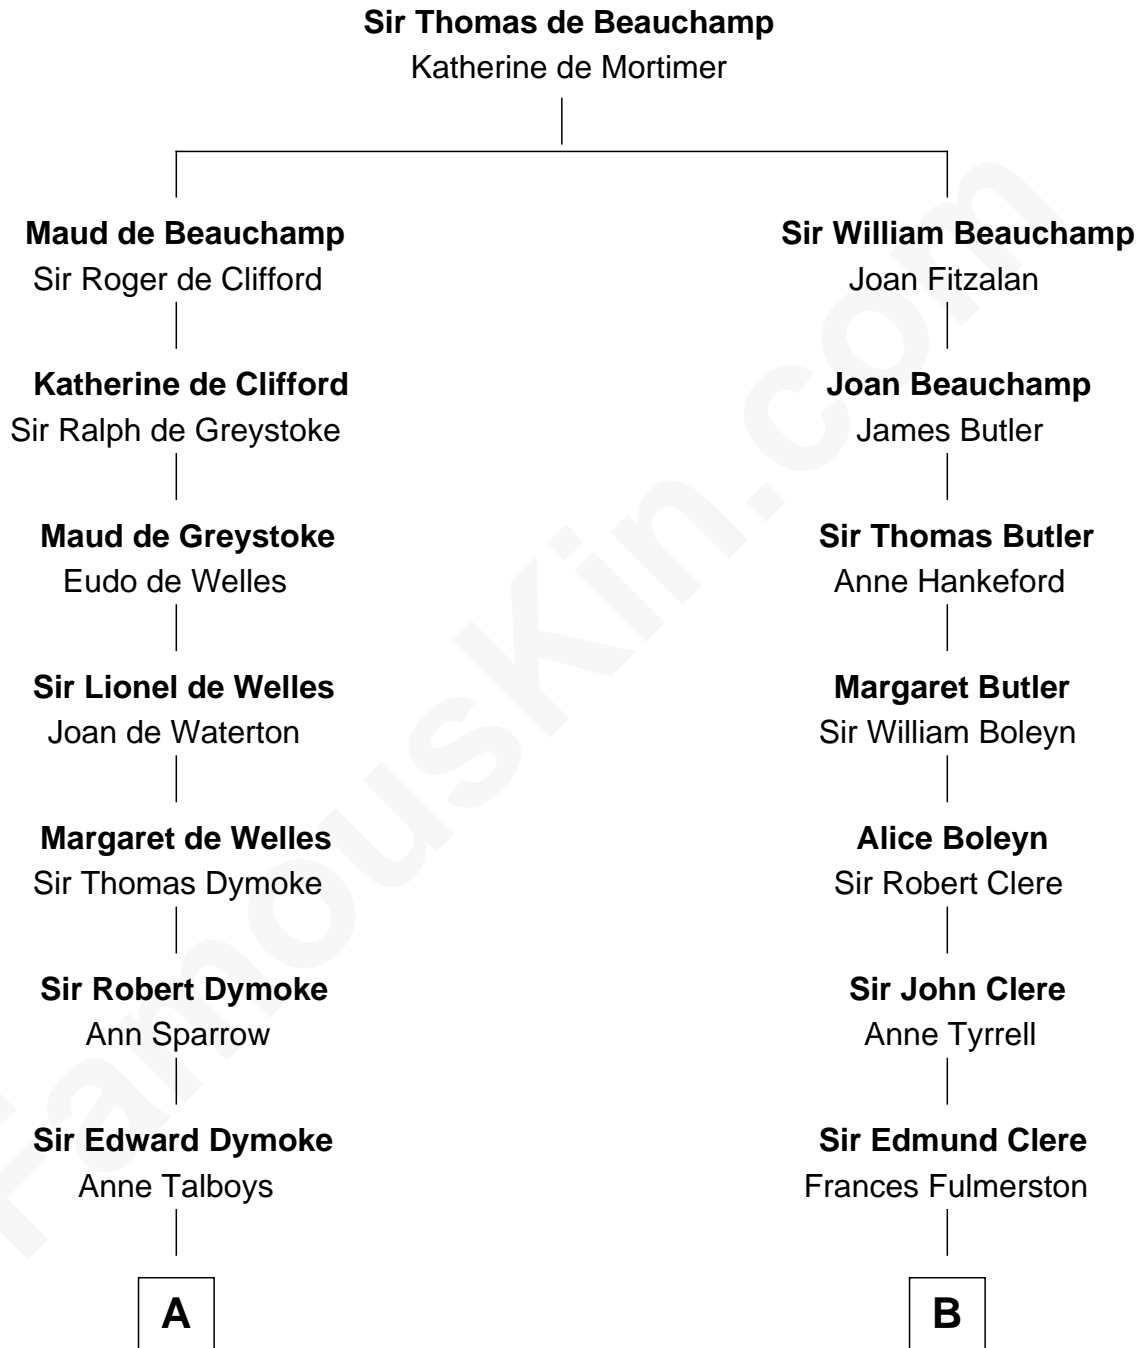 Sir Thomas de Beauchamp
Katherine de Mortimer
Maud de Beauchamp
Sir Roger de Clifford
Katherine de Clifford
Sir Ralph de Greystoke
Maud de Greystoke
Eudo de Welles
Sir Lionel de Welles
Joan de Waterton
Margaret de Welles
Sir Thomas Dymoke
Sir Robert Dymoke
Ann Sparrow
Sir Edward Dymoke
Anne Talboys
A
Sir William Beauchamp
Joan Fitzalan
Joan Beauchamp
James Butler
Sir Thomas Butler
Anne Hankeford
Margaret Butler
Sir William Boleyn
Alice Boleyn
Sir Robert Clere
Sir John Clere
Anne Tyrrell
Sir Edmund Clere
Frances Fulmerston
B
FamousKin.com